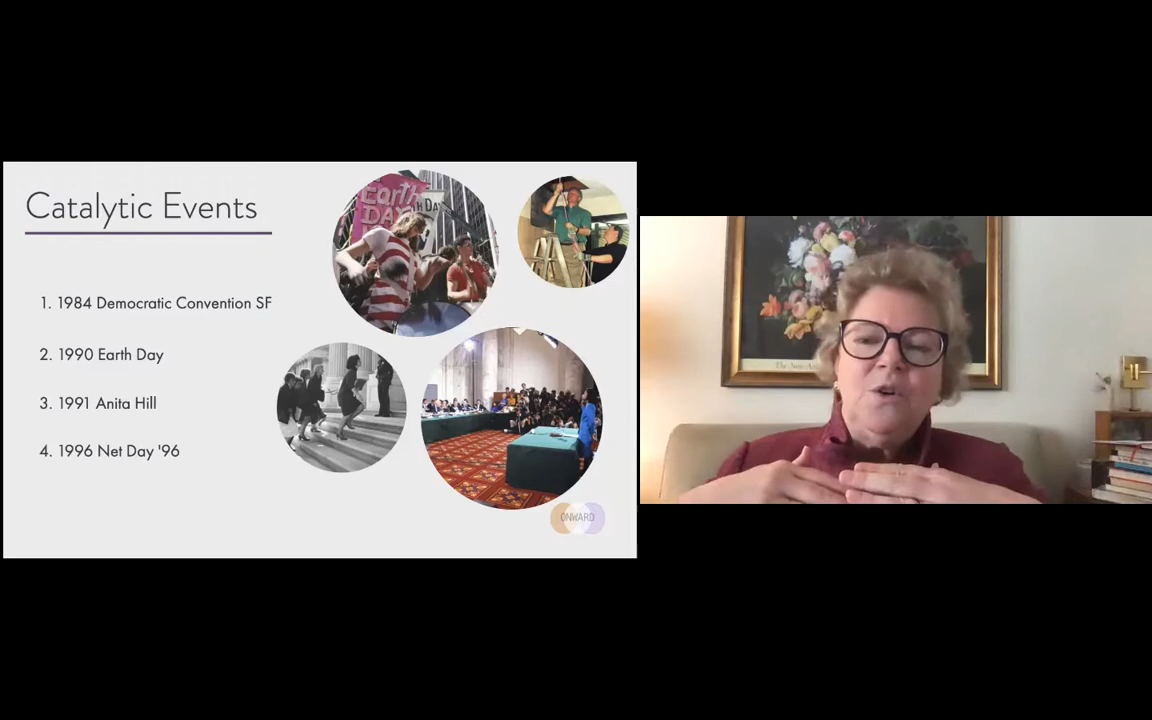 Catalytic Events
1. 1984 Democratic Convention SF
2. 1990 Earth Day
3. 1991 Anita Hill
4. 1996 Net Day '96
Earth
DAY
ONWARD